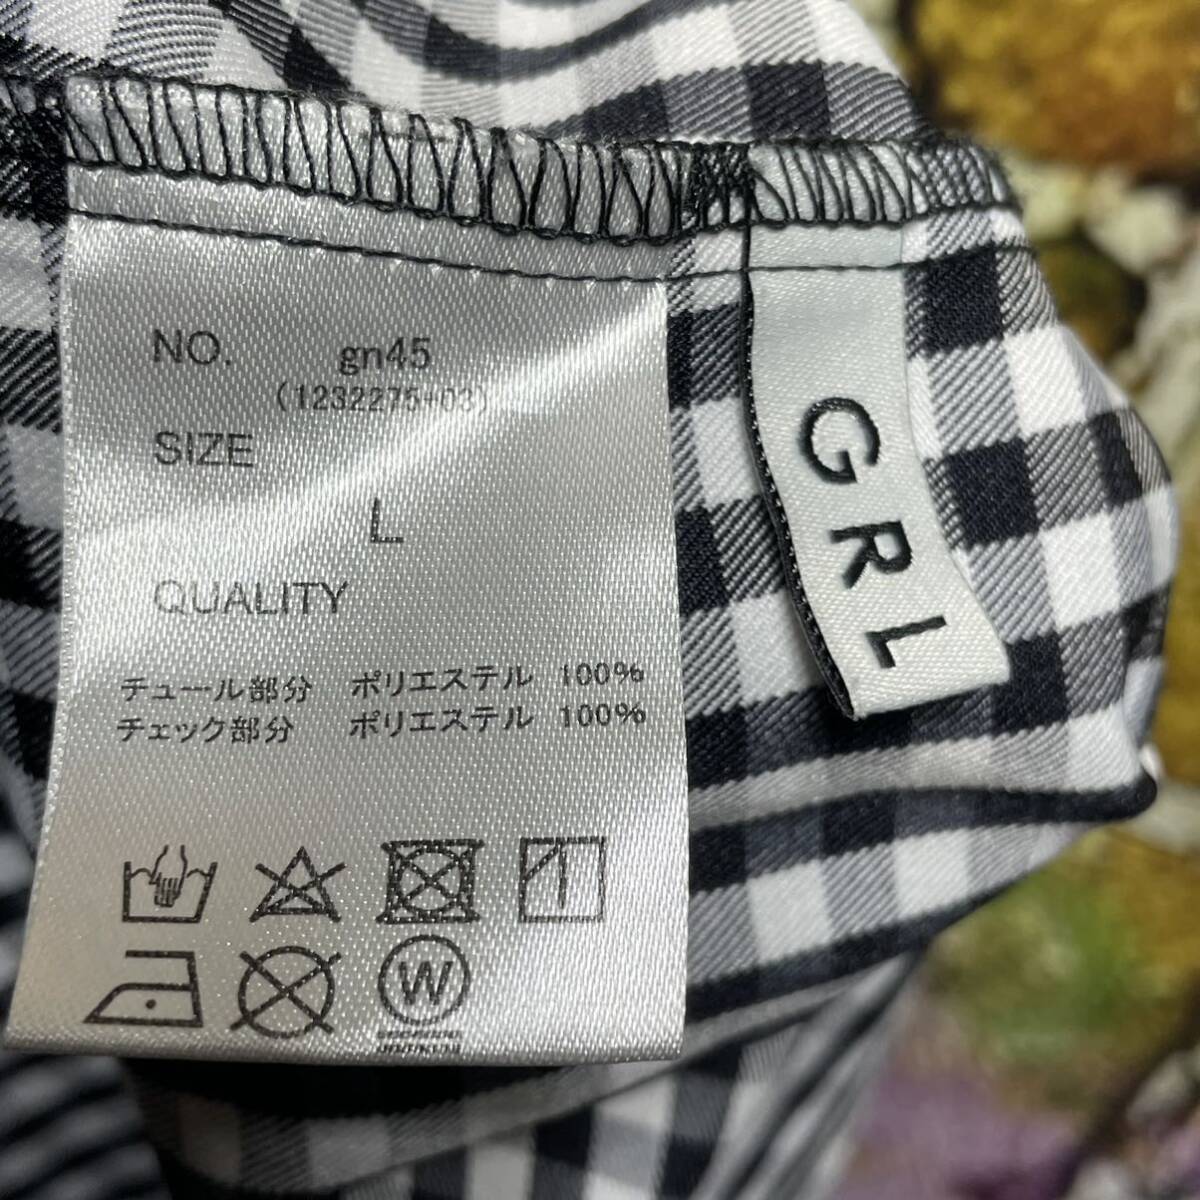 NO. gn45
(1232275-03)
SIZE
L
QUALITY
チュール部分 ポリエステル 100%
チェック部分 ポリエステル 100%
W
GRL